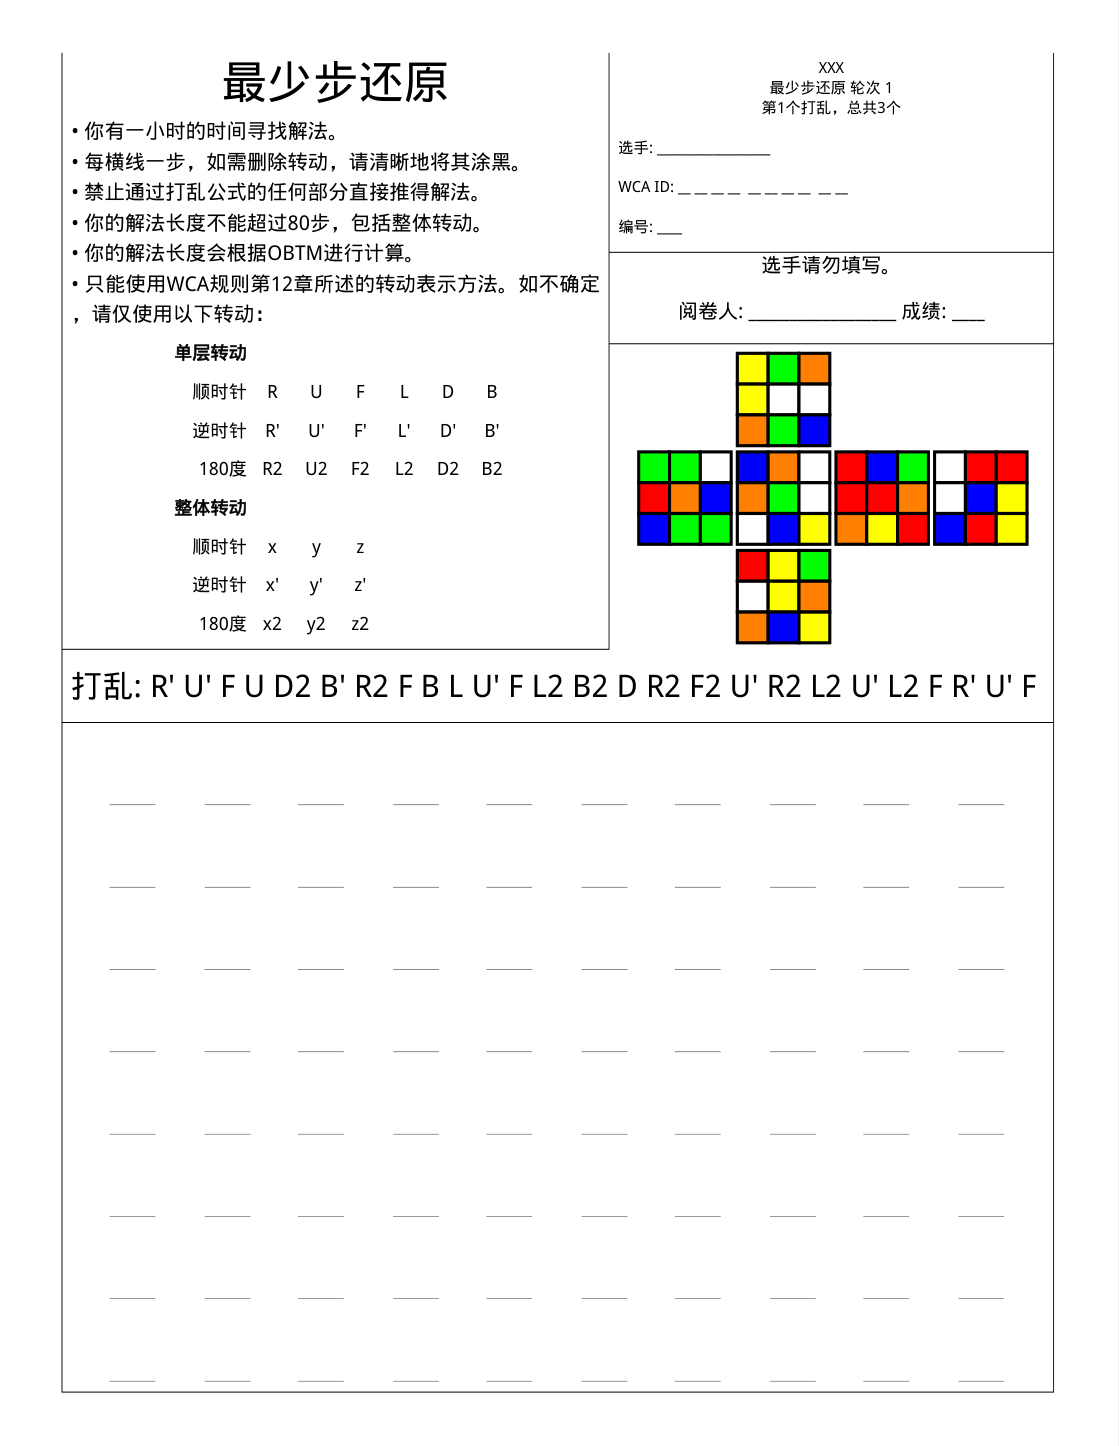 最少步还原
• 你有一小时的时间寻找解法。
• 每横线一步，如需删除转动，请清晰地将其涂黑。
• 禁止通过打乱公式的任何部分直接推得解法。
• 你的解法长度不能超过80步，包括整体转动。
• 你的解法长度会根据OBTM进行计算。
• 只能使用WCA规则第12章所述的转动表示方法。如不确定
，请仅使用以下转动：
单层转动
顺时针 R U F L D B
逆时针 R' U' F' L' D' B'
180度 R2 U2 F2 L2 D2 B2
整体转动
顺时针 x y z
逆时针 x' y' z'
180度 x2 y2 z2
XXX
最少步还原 轮次 1
第1个打乱，总共3个
选手: ________________
WCA ID: __ __ __ __ __ __ __ __ __ __
编号: ___
选手请勿填写。
阅卷人: ________________ 成绩: ____
打乱: R' U' F U D2 B' R2 F B L U' F L2 B2 D R2 F2 U' R2 L2 U' L2 F R' U' F